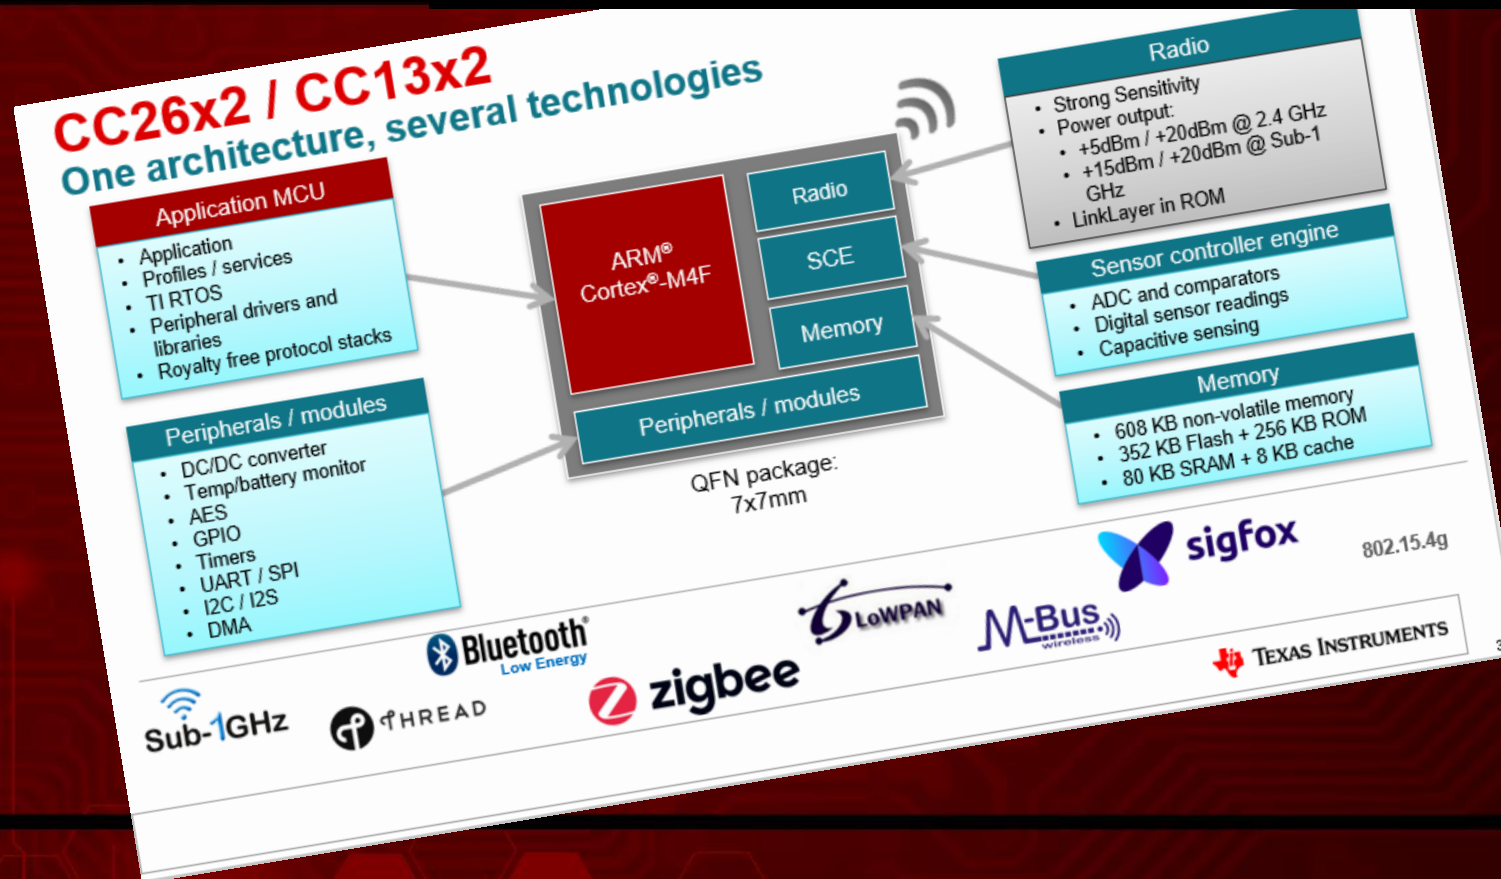 CC26x2 / CC13x2
One architecture, several technologies
Application MCU
• Application
• Profiles / services
• TI RTOS
• Peripheral drivers and
libraries
• Royalty free protocol stacks
Peripherals / modules
• DC/DC converter
• Temp/battery monitor
• AES
• GPIO
• Timers
• UART / SPI
• I2C / I2S
• DMA
ARM®
Cortex®-M4F
Radio
SCE
Memory
Peripherals / modules
QFN package:
7x7mm
Radio
• Strong Sensitivity
• Power output:
• +5dBm / +20dBm @ 2.4 GHz
• +15dBm / +20dBm @ Sub-1
GHz
• LinkLayer in ROM
Sensor controller engine
• ADC and comparators
• Digital sensor readings
• Capacitive sensing
Memory
• 608 KB non-volatile memory
• 352 KB Flash + 256 KB ROM
• 80 KB SRAM + 8 KB cache
Sub-1GHz
Bluetooth®
Low Energy
THREAD
zigbee
6LoWPAN
M-Bus
wireless
sigfox
802.15.4g
TEXAS INSTRUMENTS